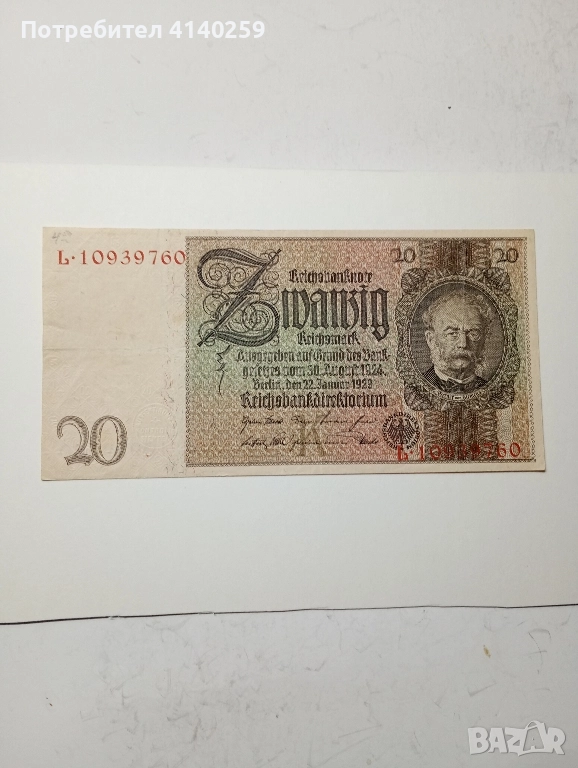 Потребител 4140259
L·10939760
20
20
Reichsbanknote
Zwanzig
Reichsmark
Ausgegeben auf Grund des Bank-
gesetzes vom 30. August 1924
Berlin, den 22. Januar 1929
Reichsbankdirektorium
K
20
L·10939760
BAZAR